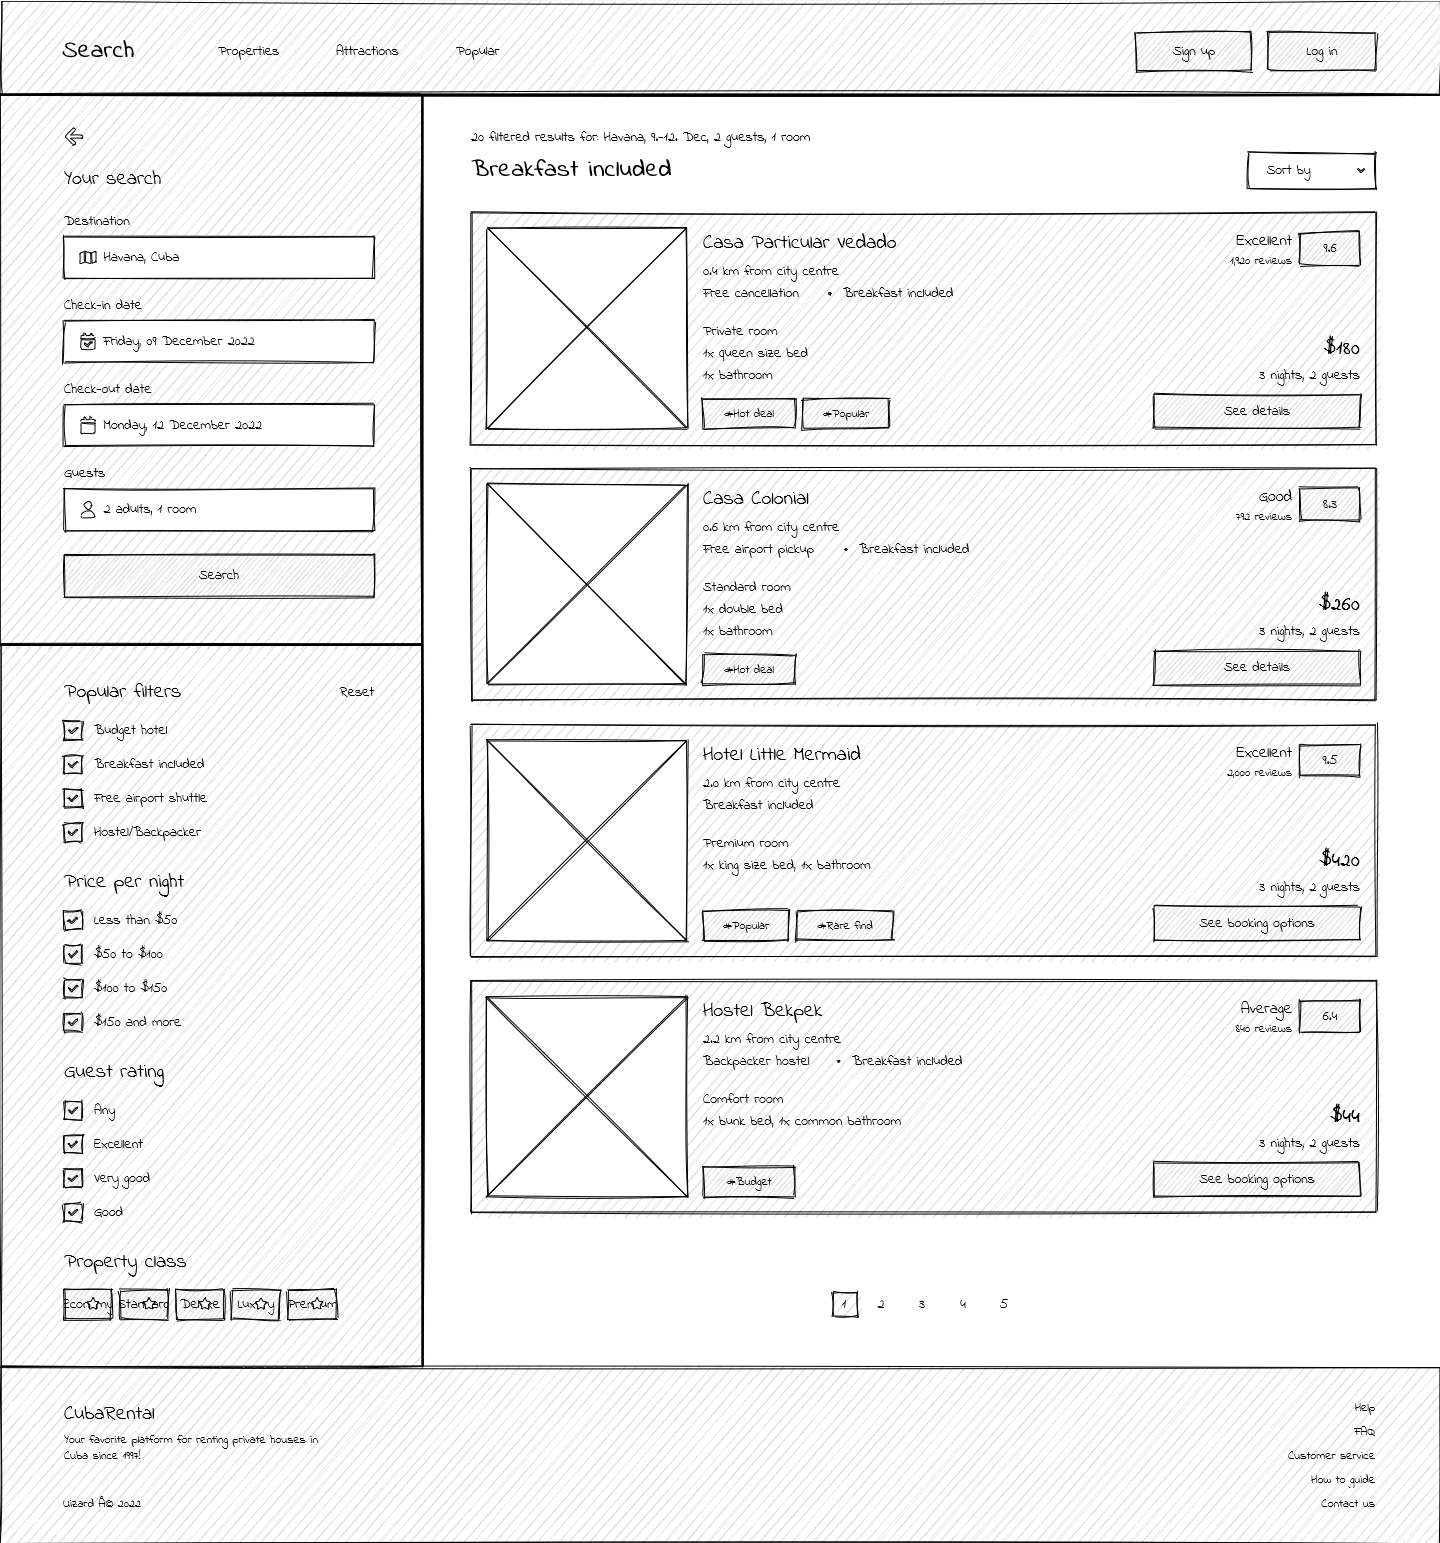 Search
Properties
Attractions
Popular
Sign up
Log in
Your search
Destination
Havana, Cuba
Check-in date
Friday, 09 December 2022
Check-out date
Monday, 12 December 2022
Guests
2 adults, 1 room
Search
Popular filters
Reset
Budget hotel
Breakfast included
Free airport shuttle
Hostel/Backpacker
Price per night
Less than $50
$50 to $100
$100 to $150
$150 and more
Guest rating
Any
Excellent
Very good
Good
Property class
Economy
Standard
Deluxe
Luxury
Premium
20 filtered results for: Havana, 9.-12. Dec, 2 guests, 1 room
Breakfast included
Sort by
Casa Particular Vedado
0.4 km from city centre
Free cancellation • Breakfast included
Private room
1x queen size bed
1x bathroom
+Hot deal
+Popular
Excellent
1,920 reviews
9.6
$180
3 nights, 2 guests
See details
Casa Colonial
0.6 km from city centre
Free airport pickup • Breakfast included
Standard room
1x double bed
1x bathroom
+Hot deal
Good
792 reviews
8.3
$260
3 nights, 2 guests
See details
Hotel Little Mermaid
2.0 km from city centre
Breakfast included
Premium room
1x king size bed, 1x bathroom
+Popular
+Rare find
Excellent
2,000 reviews
9.5
$420
3 nights, 2 guests
See booking options
Hostel Bekpek
2.2 km from city centre
Backpacker hostel • Breakfast included
Comfort room
1x bunk bed, 1x common bathroom
+Budget
Average
840 reviews
6.4
$44
3 nights, 2 guests
See booking options
1 2 3 4 5
CubaRental
Your favorite platform for renting private houses in
Cuba since 1997!
Uizard Â© 2022
Help
FAQ
Customer service
How to guide
Contact us